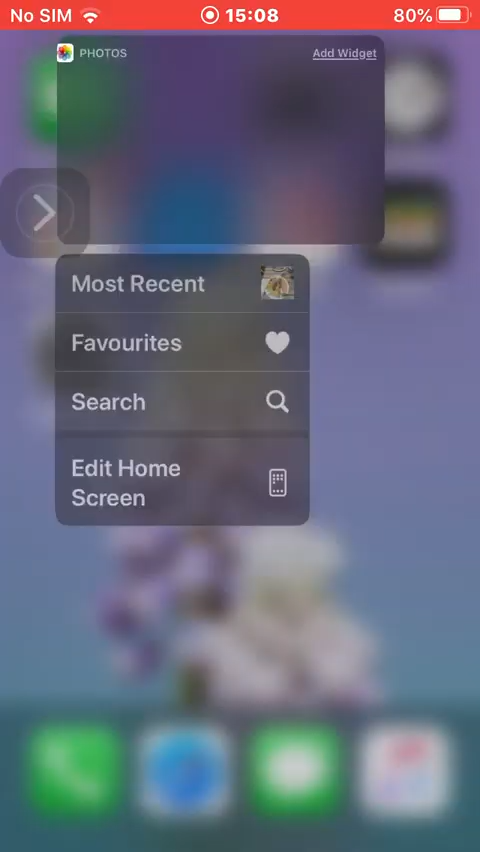 No SIM 15:08 80%
PHOTOS Add Widget
Most Recent
Favourites
Search
Edit Home
Screen